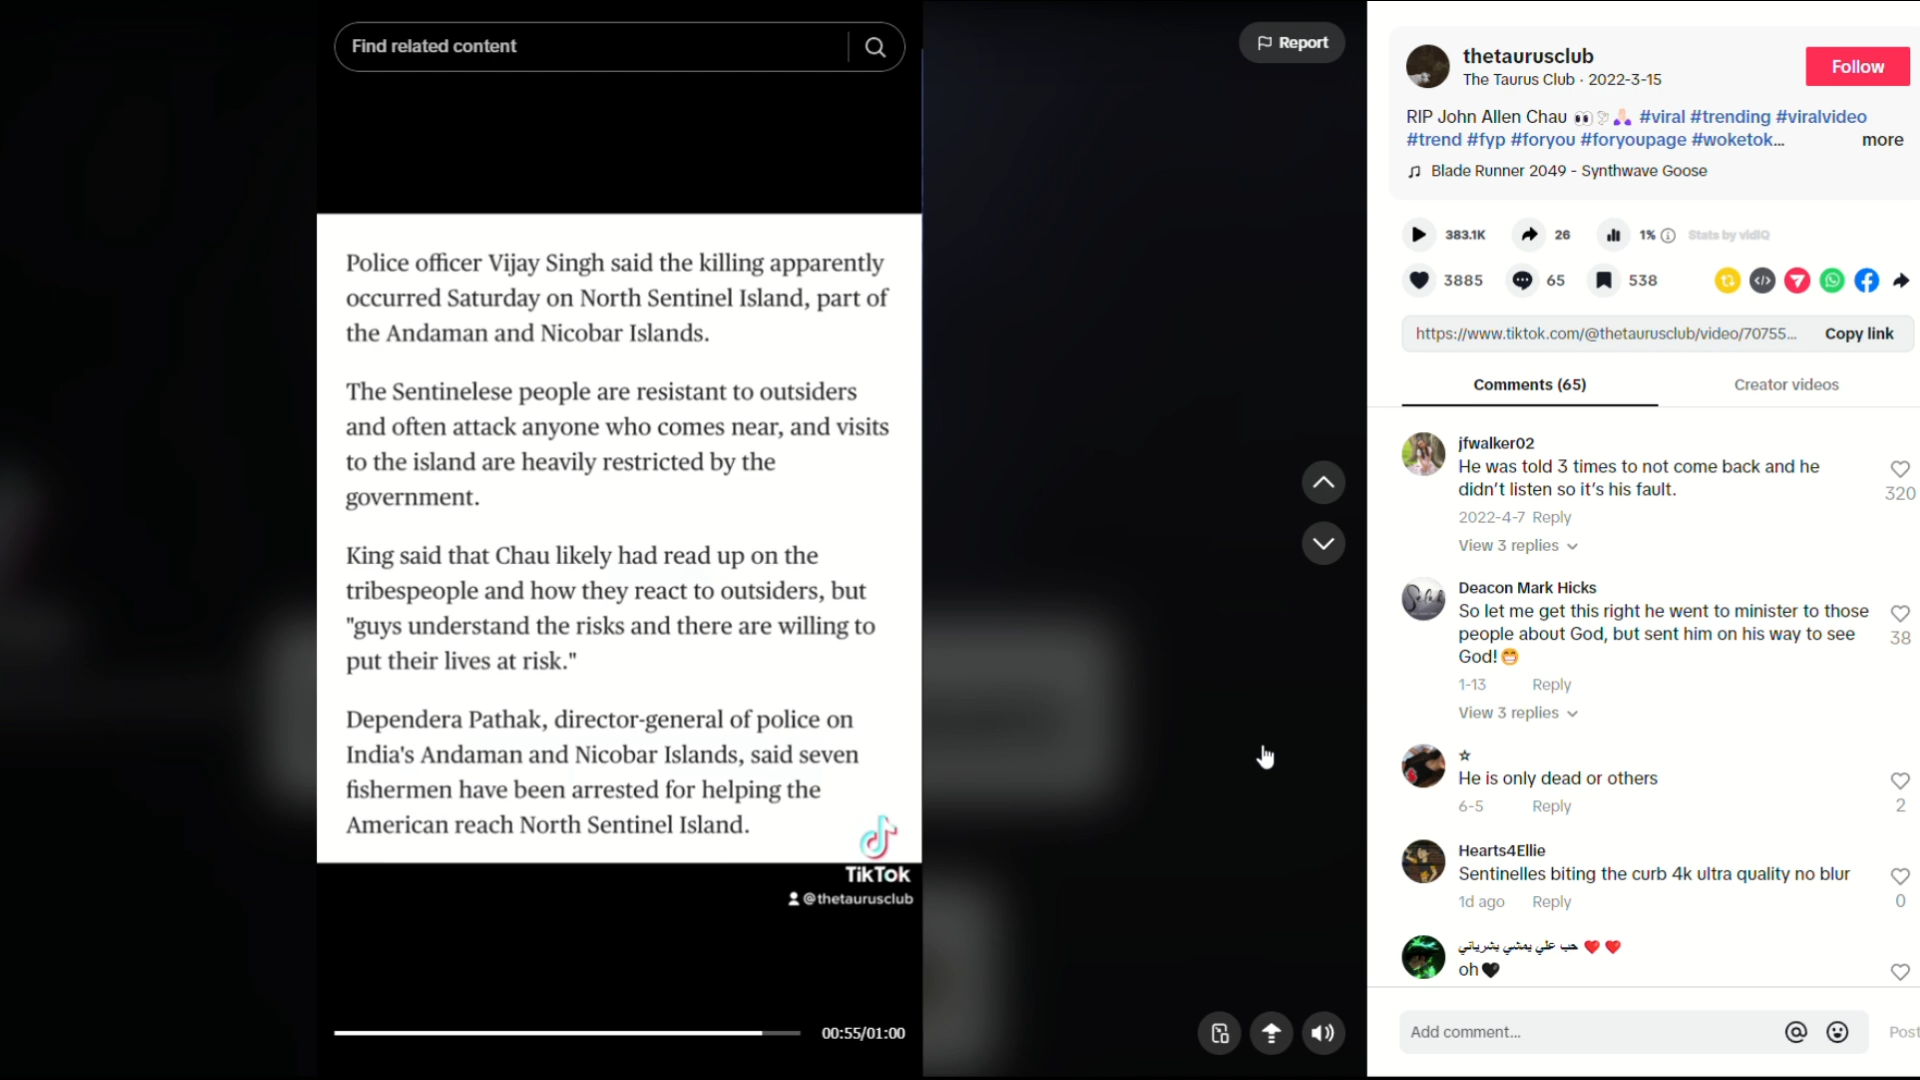 Find related content
Report
Police officer Vijay Singh said the killing apparently
occurred Saturday on North Sentinel Island, part of
the Andaman and Nicobar Islands.
The Sentinelese people are resistant to outsiders
and often attack anyone who comes near, and visits
to the island are heavily restricted by the
government.
King said that Chau likely had read up on the
tribespeople and how they react to outsiders, but
"guys understand the risks and there are willing to
put their lives at risk."
Dependera Pathak, director-general of police on
India's Andaman and Nicobar Islands, said seven
fishermen have been arrested for helping the
American reach North Sentinel Island.
TikTok
@thetaurusclub
00:55/01:00
thetaurusclub
The Taurus Club · 2022-3-15
Follow
RIP John Allen Chau 👀🕊🙏🏻 #viral #trending #viralvideo
#trend #fyp #foryou #foryoupage #woketok...
more
Blade Runner 2049 - Synthwave Goose
383.1K 26 1% Stats by vidIQ
3885 65 538
https://www.tiktok.com/@thetaurusclub/video/70755... Copy link
Comments (65) Creator videos
jfwalker02
He was told 3 times to not come back and he
didn't listen so it's his fault.
320
2022-4-7 Reply
View 3 replies
Deacon Mark Hicks
So let me get this right he went to minister to those
people about God, but sent him on his way to see
God!😁
38
1-13 Reply
View 3 replies
☆
He is only dead or others
2
6-5 Reply
Hearts4Ellie
Sentinelles biting the curb 4k ultra quality no blur
0
1d ago Reply
حب علي يمشي بشرياني ❤️ ❤️
oh🖤
Add comment...
Post